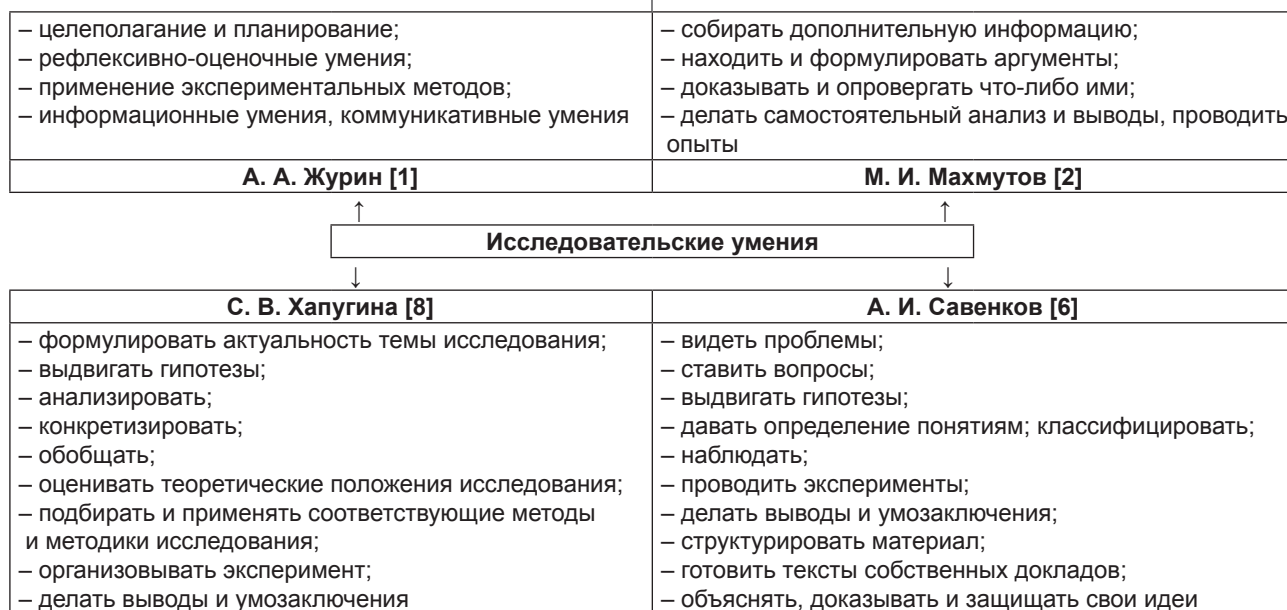 – целеполагание и планирование;
– рефлексивно-оценочные умения;
– применение экспериментальных методов;
– информационные умения, коммуникативные умения
– собирать дополнительную информацию;
– находить и формулировать аргументы;
– доказывать и опровергать что-либо ими;
– делать самостоятельный анализ и выводы, проводить
опыты
А. А. Журин [1]
М. И. Махмутов [2]
↑ ↑
Исследовательские умения
↓ ↓
С. В. Хапугина [8]
А. И. Савенков [6]
– формулировать актуальность темы исследования;
– выдвигать гипотезы;
– анализировать;
– конкретизировать;
– обобщать;
– оценивать теоретические положения исследования;
– подбирать и применять соответствующие методы
и методики исследования;
– организовывать эксперимент;
– делать выводы и умозаключения
– видеть проблемы;
– ставить вопросы;
– выдвигать гипотезы;
– давать определение понятиям; классифицировать;
– наблюдать;
– проводить эксперименты;
– делать выводы и умозаключения;
– структурировать материал;
– готовить тексты собственных докладов;
– объяснять, доказывать и защищать свои идеи